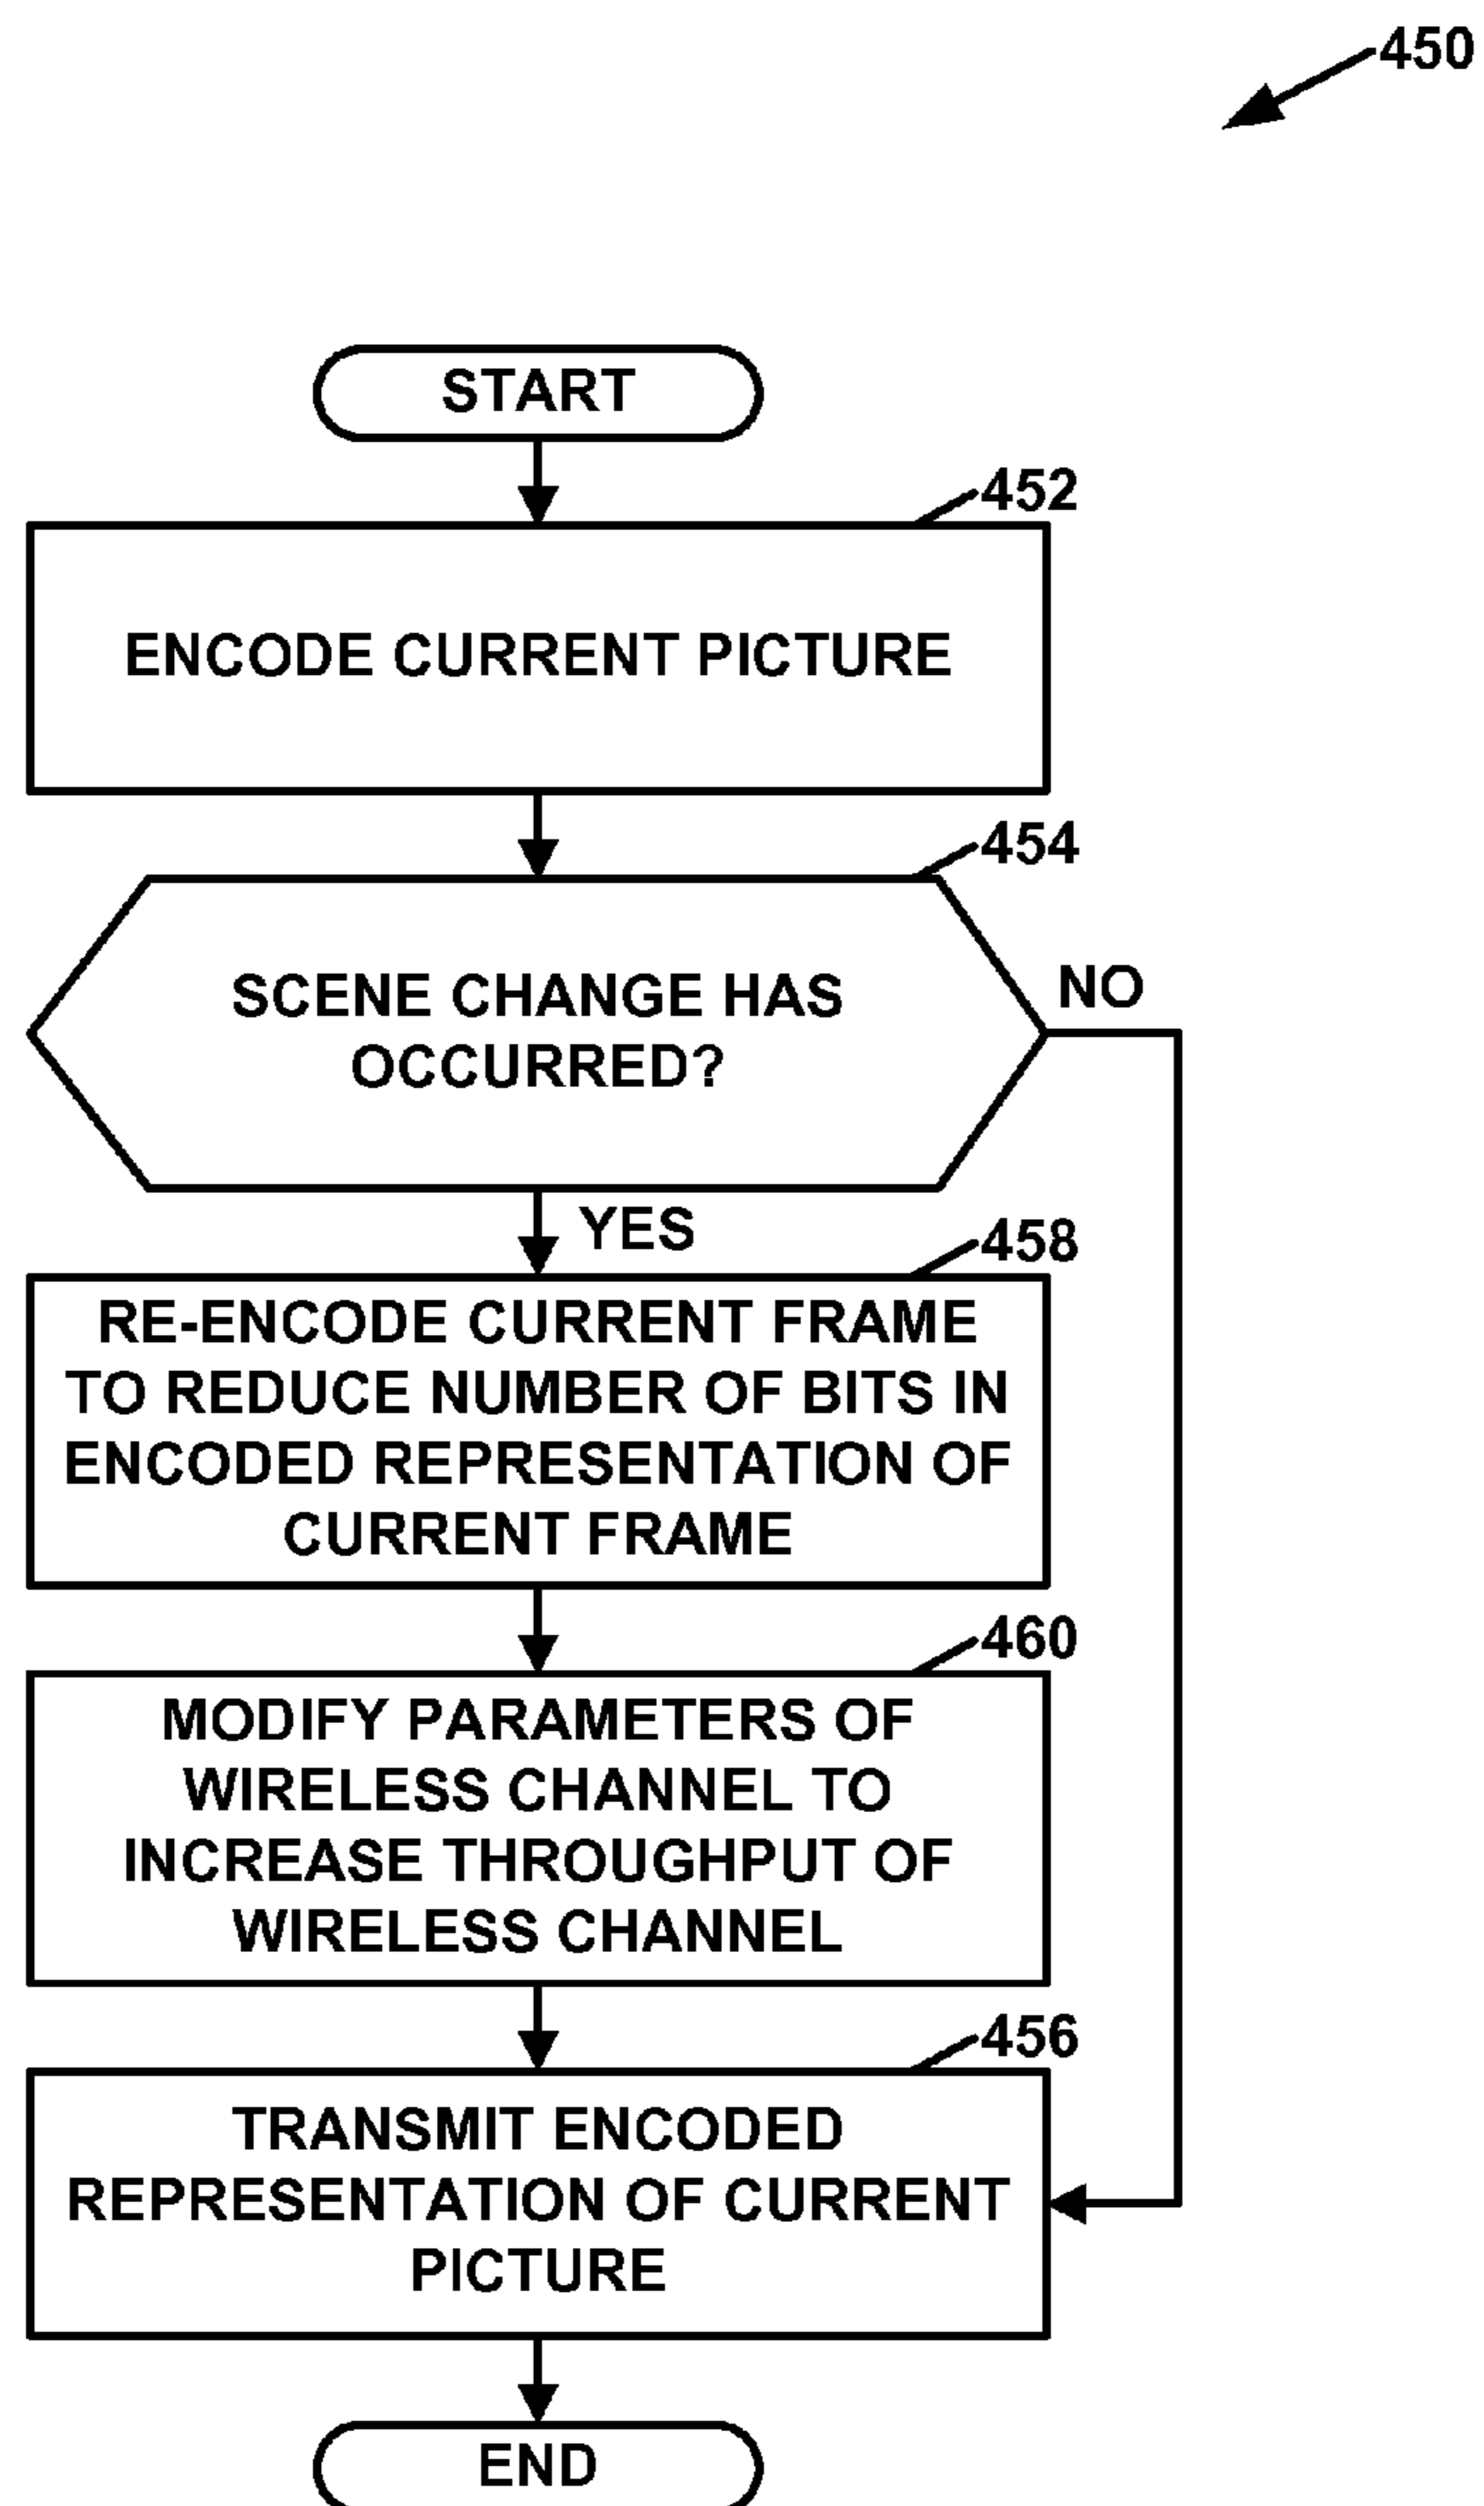 450
START
452
ENCODE CURRENT PICTURE
454
SCENE CHANGE HAS
OCCURRED?
NO
YES
458
RE-ENCODE CURRENT FRAME
TO REDUCE NUMBER OF BITS IN
ENCODED REPRESENTATION OF
CURRENT FRAME
460
MODIFY PARAMETERS OF
WIRELESS CHANNEL TO
INCREASE THROUGHPUT OF
WIRELESS CHANNEL
456
TRANSMIT ENCODED
REPRESENTATION OF CURRENT
PICTURE
END